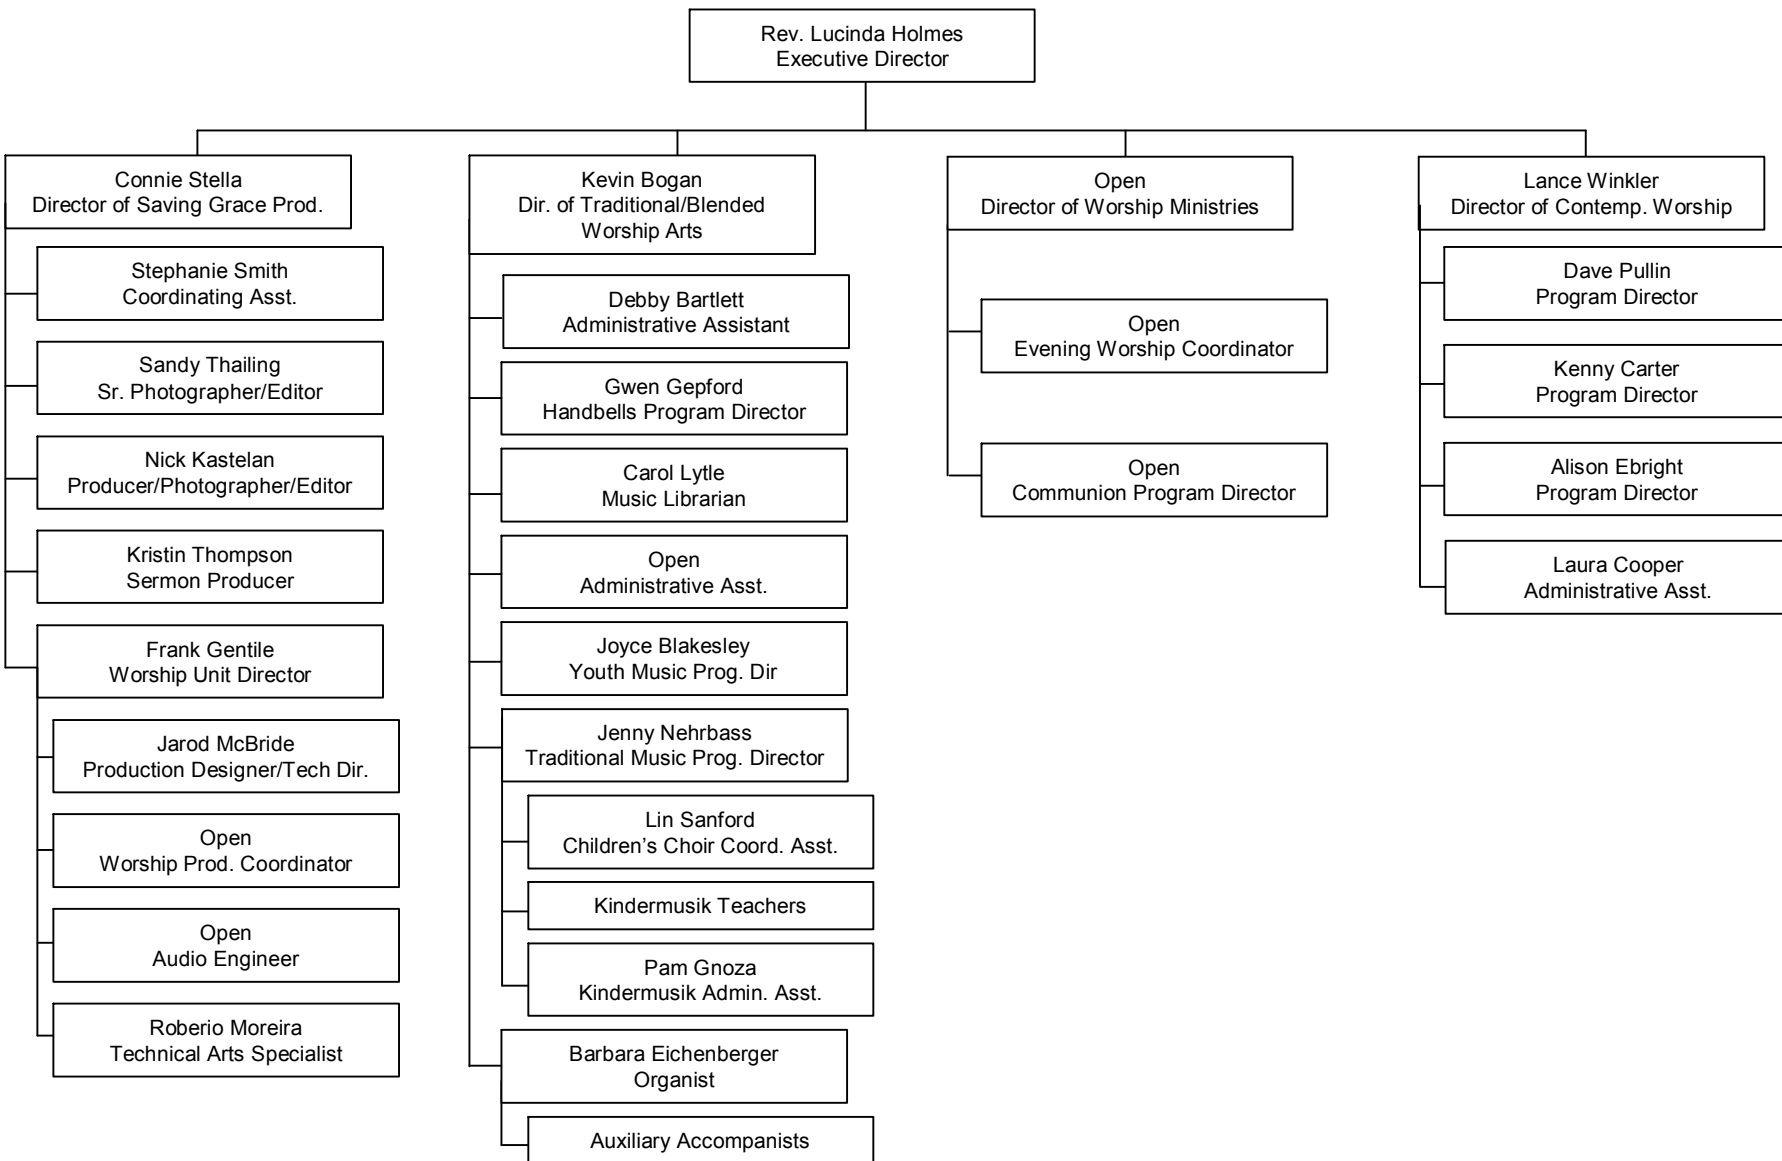 Rev. Lucinda Holmes
Executive Director
Connie Stella
Director of Saving Grace Prod.
Stephanie Smith
Coordinating Asst.
Sandy Thailing
Sr. Photographer/Editor
Nick Kastelan
Producer/Photographer/Editor
Kristin Thompson
Sermon Producer
Frank Gentile
Worship Unit Director
Jarod McBride
Production Designer/Tech Dir.
Open
Worship Prod. Coordinator
Open
Audio Engineer
Roberio Moreira
Technical Arts Specialist
Kevin Bogan
Dir. of Traditional/Blended
Worship Arts
Debby Bartlett
Administrative Assistant
Gwen Gepford
Handbells Program Director
Carol Lytle
Music Librarian
Open
Administrative Asst.
Joyce Blakesley
Youth Music Prog. Dir
Jenny Nehrbass
Traditional Music Prog. Director
Lin Sanford
Children’s Choir Coord. Asst.
Kindermusik Teachers
Pam Gnoza
Kindermusik Admin. Asst.
Barbara Eichenberger
Organist
Auxiliary Accompanists
Open
Director of Worship Ministries
Open
Evening Worship Coordinator
Open
Communion Program Director
Lance Winkler
Director of Contemp. Worship
Dave Pullin
Program Director
Kenny Carter
Program Director
Alison Ebright
Program Director
Laura Cooper
Administrative Asst.